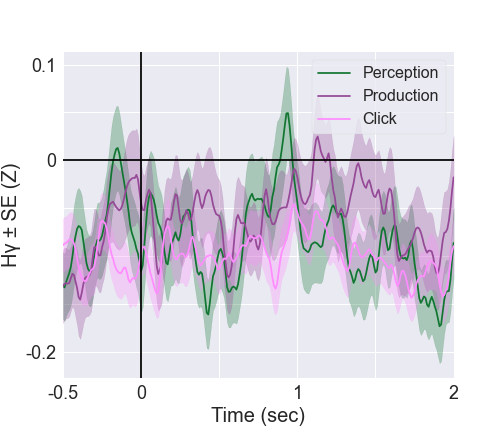 0.1
0
-0.2
Hγ ± SE (Z)
Perception
Production
Click
-0.5
0
1
2
Time (sec)